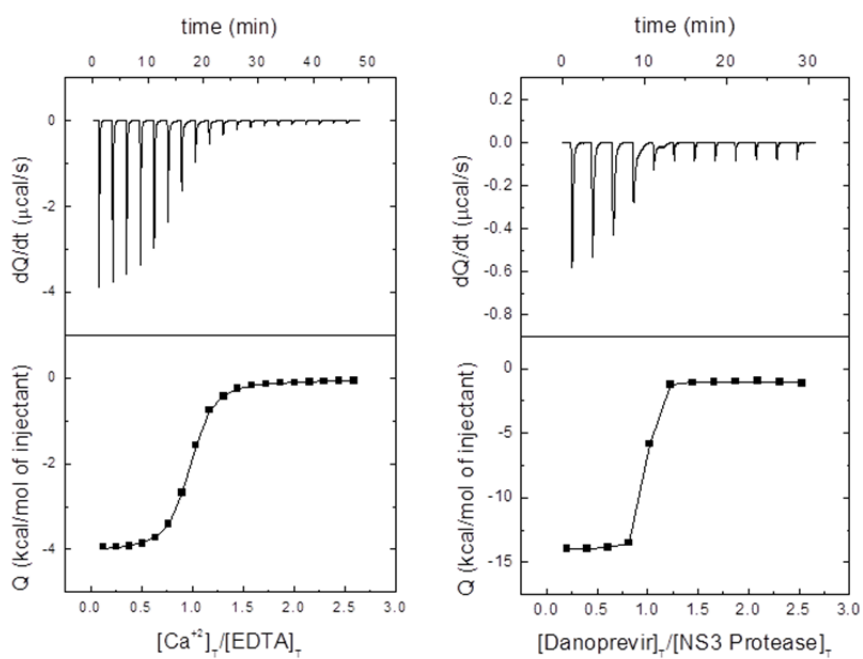 time (min)
0 10 20 30 40 50
0
-2
-4
dQ/dt (μcal/s)
0
-2
-4
Q (kcal/mol of injectant)
0.0 0.5 1.0 1.5 2.0 2.5 3.0
[Ca⁺²]T/[EDTA]T
time (min)
0 10 20 30
0.2
0.0
-0.2
-0.4
-0.6
-0.8
dQ/dt (μcal/s)
0
-5
-10
-15
Q (kcal/mol of injectant)
0.0 0.5 1.0 1.5 2.0 2.5 3.0
[Danoprevir]T/[NS3 Protease]T